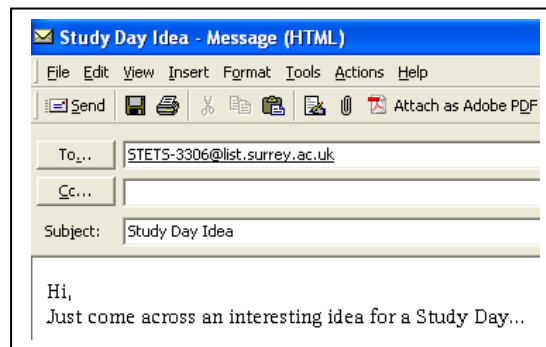 Study Day Idea - Message (HTML)
File Edit View Insert Format Tools Actions Help
Send Attach as Adobe PDF
To... STETS-3306@list.surrey.ac.uk
Cc...
Subject: Study Day Idea
Hi,
Just come across an interesting idea for a Study Day...